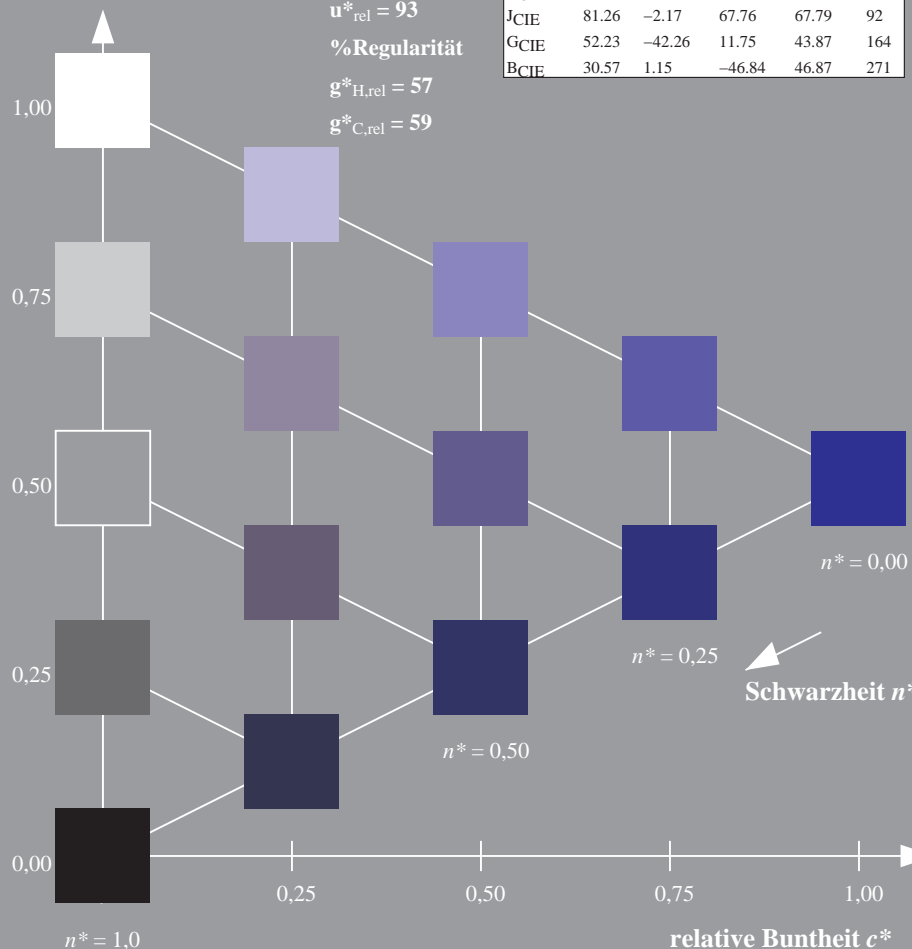 u*rel = 93
%Regularität
g*H,rel = 57
g*C,rel = 59
JCIE 81.26 −2.17 67.76 67.79 92
GCIE 52.23 −42.26 11.75 43.87 164
BCIE 30.57 1.15 −46.84 46.87 271
1,00
0,75
0,50
0,25
0,00
n* = 0,00
n* = 0,25
Schwarzheit n*
n* = 0,50
0,25 0,50 0,75 1,00
n* = 1,0
relative Buntheit c*